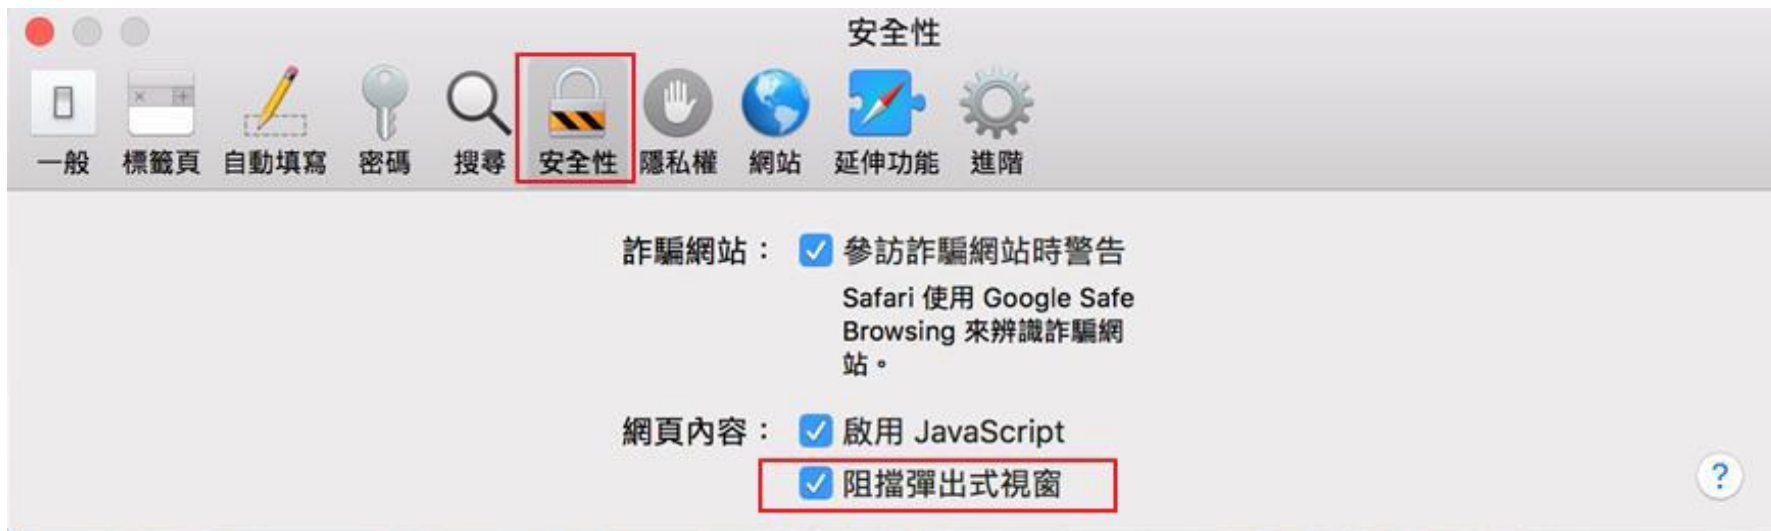 安全性
一般 標籤頁 自動填寫 密碼 搜尋 安全性 隱私權 網站 延伸功能 進階
詐騙網站： 參訪詐騙網站時警告
Safari 使用 Google Safe
Browsing 來辨識詐騙網
站。
網頁內容： 啟用 JavaScript
阻擋彈出式視窗
?